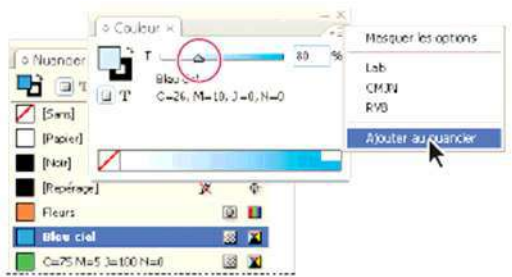 Couleur
T 80 %
Bleu ciel
T
C=26, M=10, J=0, N=0
Masquer les options
Lab
CMJN
RVB
Ajouter au nuancier
Nuancier
T
[Sans]
[Papier]
[Noir]
[Repérage]
Fleurs
Bleu ciel
C=75 M=5 J=100 N=0